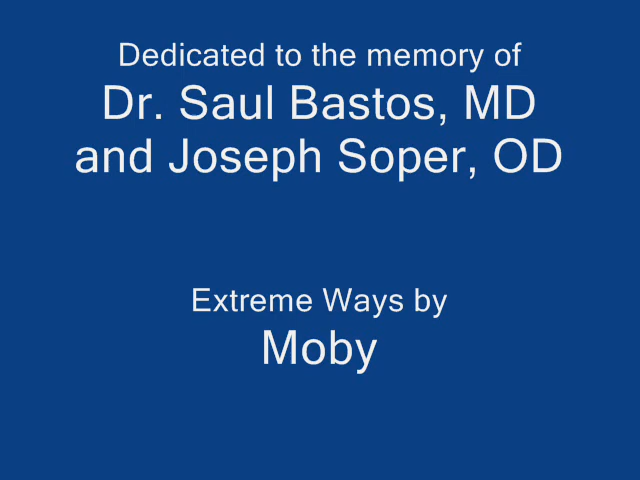 Dedicated to the memory of
Dr. Saul Bastos, MD
and Joseph Soper, OD
Extreme Ways by
Moby